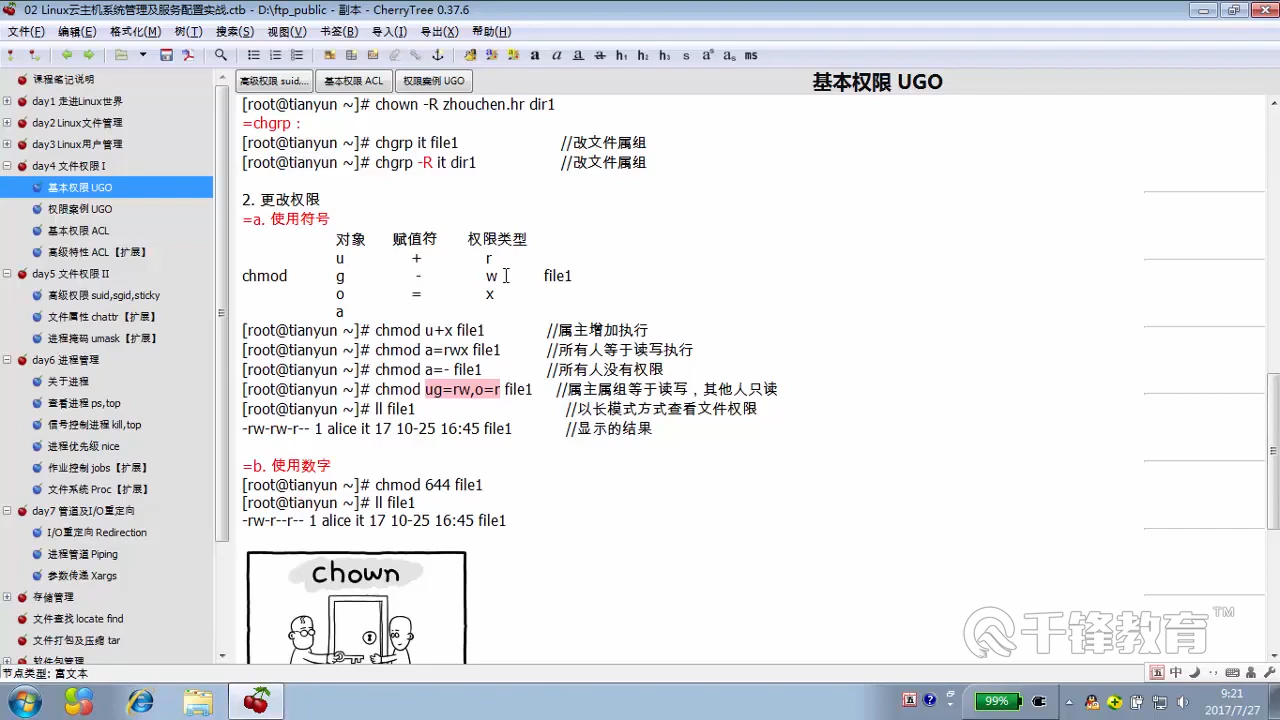 02 Linux云主机系统管理及服务配置实战.ctb - D:\ftp_public - 副本 - CherryTree 0.37.6
文件(F) 编辑(E) 格式化(M) 树(T) 搜索(S) 视图(V) 书签(B) 导入(I) 导出(X) 帮助(H)
a a a a h₁ h₂ h₃ s aˢ aₛ ms
课程笔记说明
day1 走进Linux世界
day2 Linux文件管理
day3 Linux用户管理
day4 文件权限 I
基本权限 UGO
权限案例 UGO
基本权限 ACL
高级特性 ACL【扩展】
day5 文件权限 II
高级权限 suid,sgid,sticky
文件属性 chattr【扩展】
进程掩码 umask【扩展】
day6 进程管理
关于进程
查看进程 ps,top
信号控制进程 kill,top
进程优先级 nice
作业控制 jobs【扩展】
文件系统 Proc【扩展】
day7 管道及I/O重定向
I/O重定向 Redirection
进程管道 Piping
参数传递 Xargs
存储管理
文件查找 locate find
文件打包及压缩 tar
软件包管理
高级权限 suid... 基本权限 ACL 权限案例 UGO
基本权限 UGO
[root@tianyun ~]# chown -R zhouchen.hr dir1
=chgrp：
[root@tianyun ~]# chgrp it file1 //改文件属组
[root@tianyun ~]# chgrp -R it dir1 //改文件属组
2. 更改权限
=a. 使用符号
对象 赋值符 权限类型
u + r
chmod g - w file1
o = x
a
[root@tianyun ~]# chmod u+x file1 //属主增加执行
[root@tianyun ~]# chmod a=rwx file1 //所有人等于读写执行
[root@tianyun ~]# chmod a=- file1 //所有人没有权限
[root@tianyun ~]# chmod ug=rw,o=r file1 //属主属组等于读写，其他人只读
[root@tianyun ~]# ll file1 //以长模式方式查看文件权限
-rw-rw-r-- 1 alice it 17 10-25 16:45 file1 //显示的结果
=b. 使用数字
[root@tianyun ~]# chmod 644 file1
[root@tianyun ~]# ll file1
-rw-r--r-- 1 alice it 17 10-25 16:45 file1
chown
千锋教育™
节点类型: 富文本
五 中
99%
9:21
2017/7/27